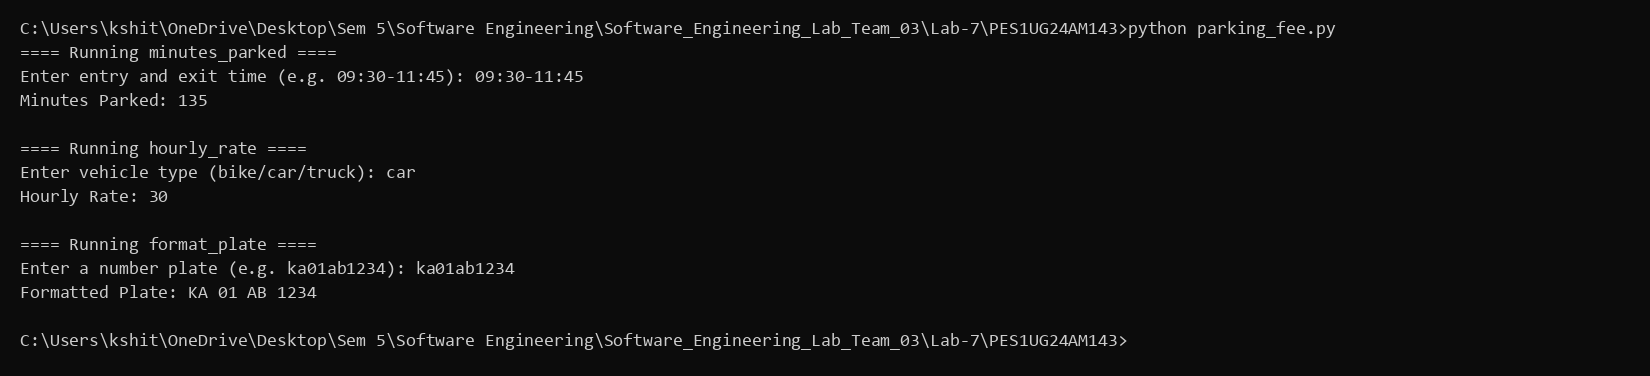 C:\Users\kshit\OneDrive\Desktop\Sem 5\Software Engineering\Software_Engineering_Lab_Team_03\Lab-7\PES1UG24AM143>python parking_fee.py
==== Running minutes_parked ====
Enter entry and exit time (e.g. 09:30-11:45): 09:30-11:45
Minutes Parked: 135
==== Running hourly_rate ====
Enter vehicle type (bike/car/truck): car
Hourly Rate: 30
==== Running format_plate ====
Enter a number plate (e.g. ka01ab1234): ka01ab1234
Formatted Plate: KA 01 AB 1234
C:\Users\kshit\OneDrive\Desktop\Sem 5\Software Engineering\Software_Engineering_Lab_Team_03\Lab-7\PES1UG24AM143>